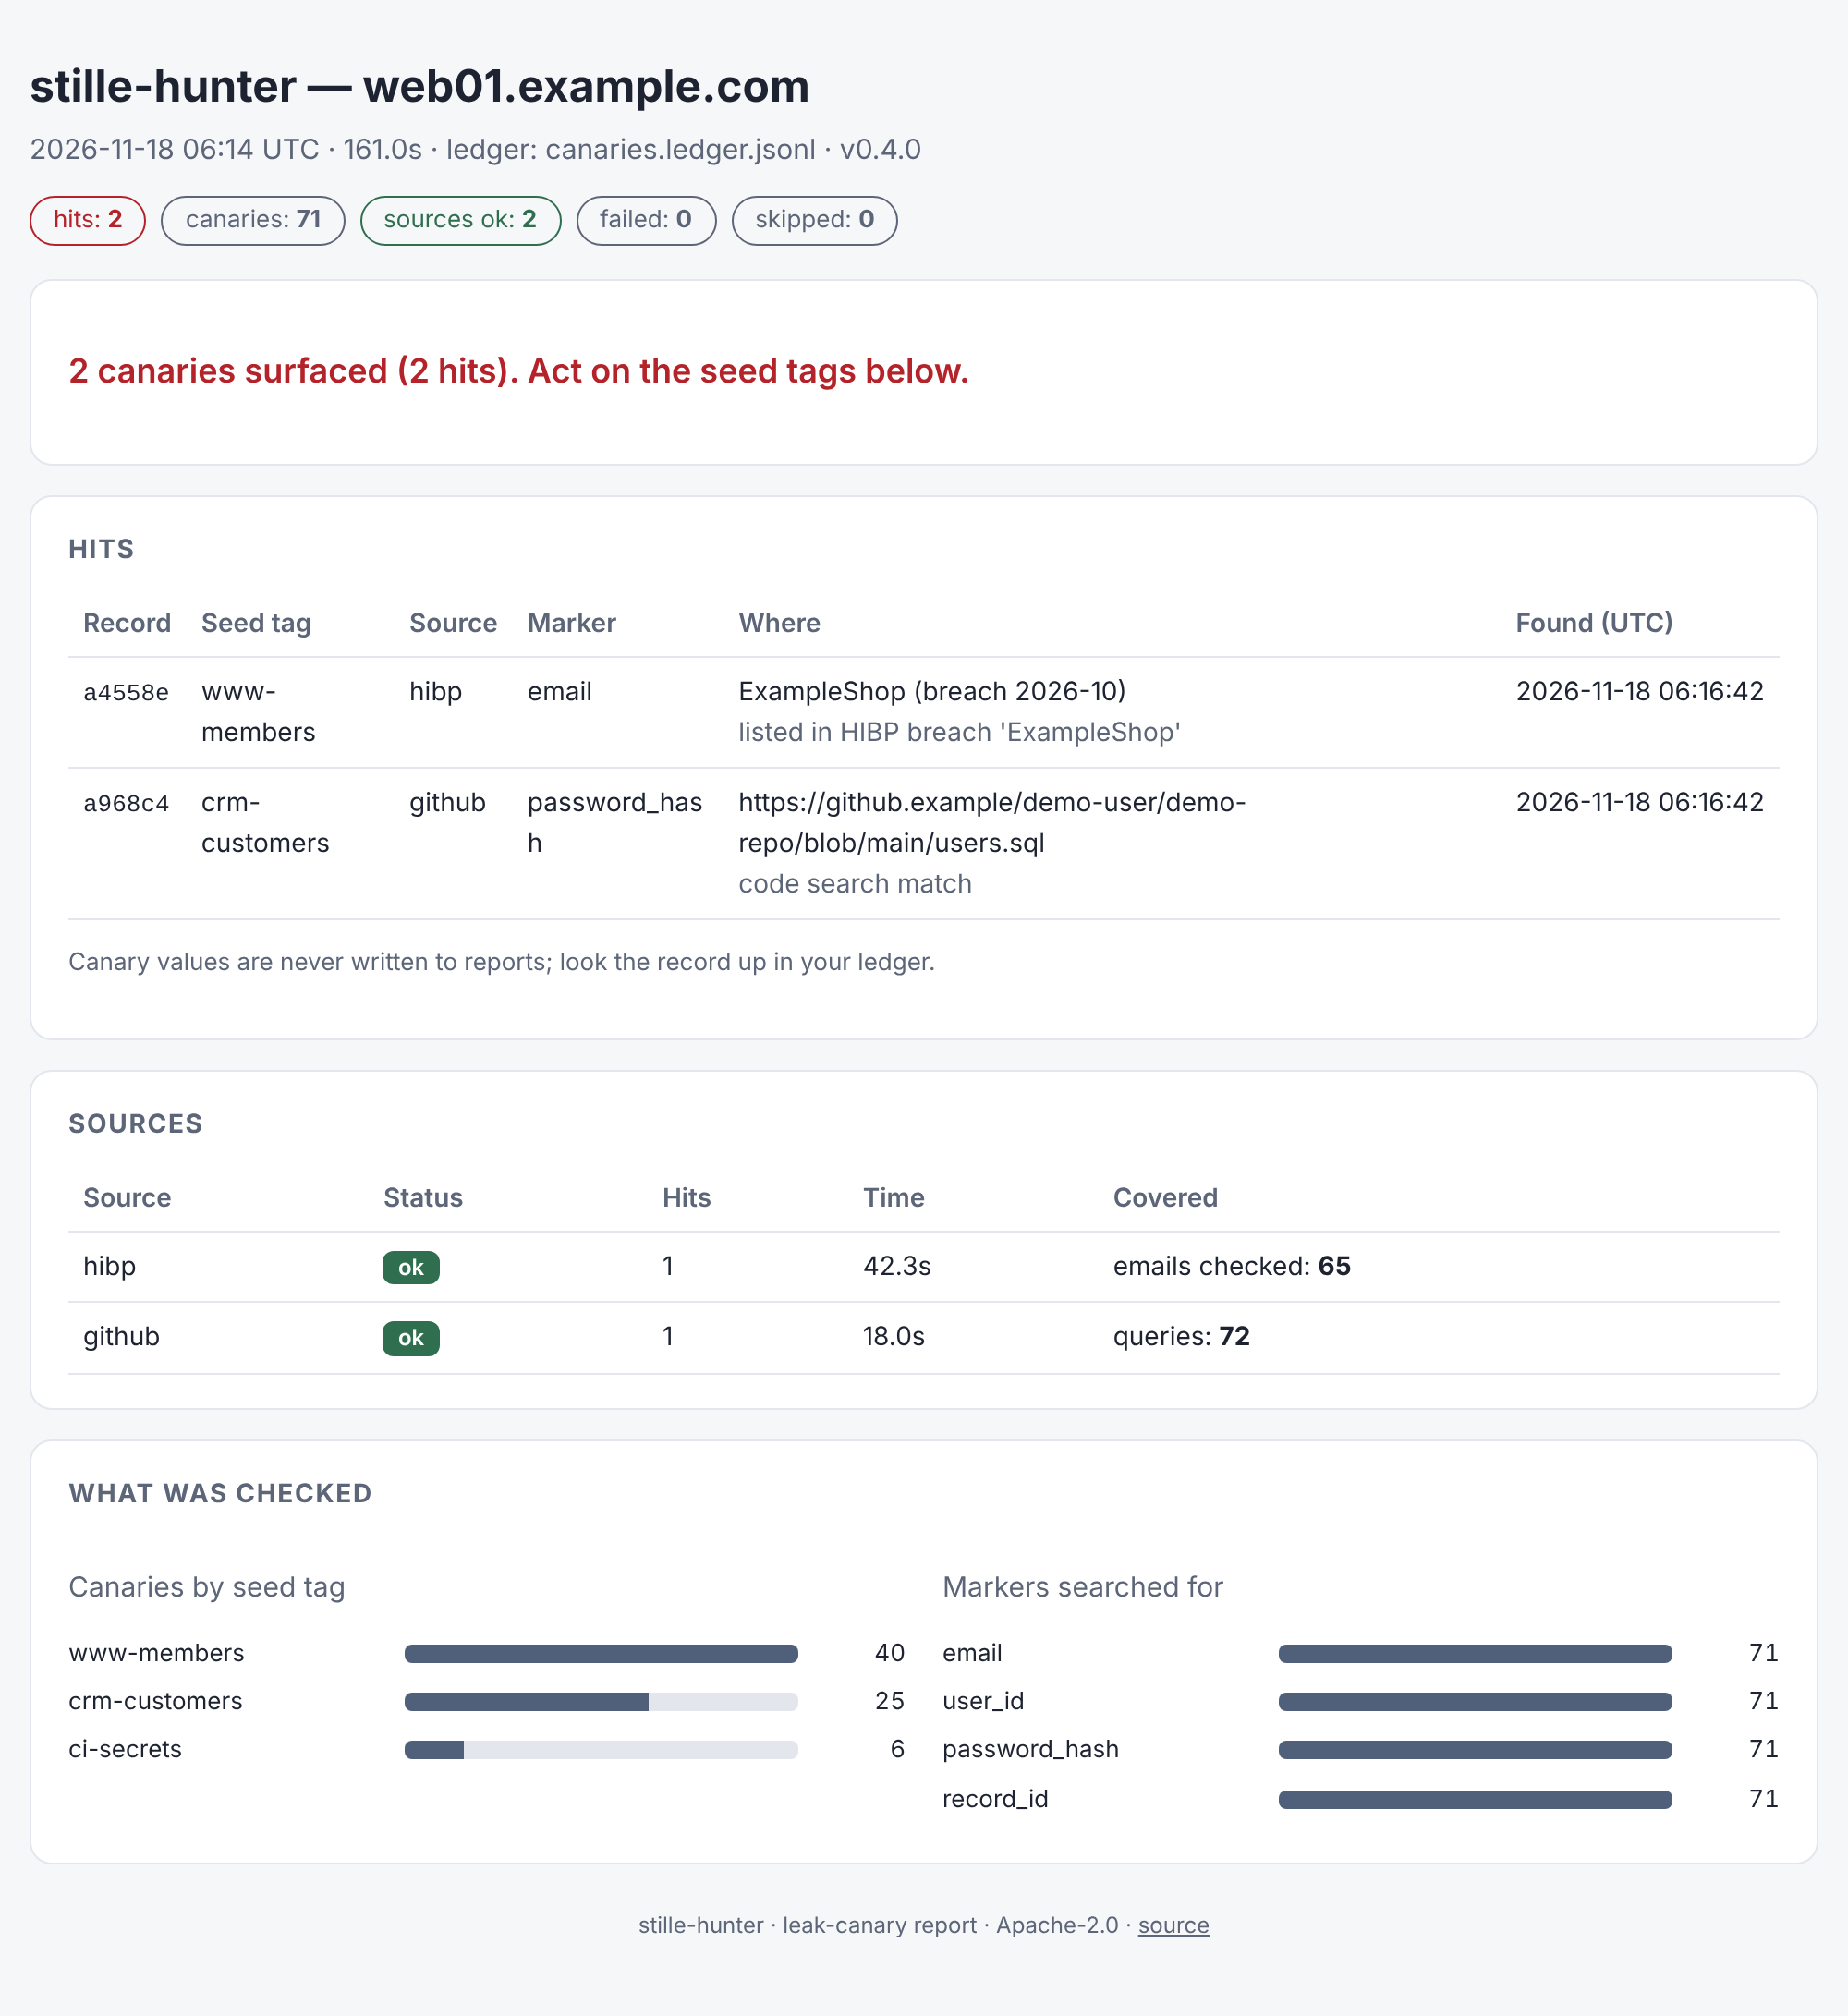 stille-hunter — web01.example.com
2026-11-18 06:14 UTC · 161.0s · ledger: canaries.ledger.jsonl · v0.4.0
hits: 2 canaries: 71 sources ok: 2 failed: 0 skipped: 0
2 canaries surfaced (2 hits). Act on the seed tags below.
HITS
Record Seed tag Source Marker Where Found (UTC)
a4558e www- hibp email ExampleShop (breach 2026-10) 2026-11-18 06:16:42
members listed in HIBP breach 'ExampleShop'
a968c4 crm- github password_has https://github.example/demo-user/demo- 2026-11-18 06:16:42
customers h repo/blob/main/users.sql
code search match
Canary values are never written to reports; look the record up in your ledger.
SOURCES
Source Status Hits Time Covered
hibp ok 1 42.3s emails checked: 65
github ok 1 18.0s queries: 72
WHAT WAS CHECKED
Canaries by seed tag
www-members 40
crm-customers 25
ci-secrets 6
Markers searched for
email 71
user_id 71
password_hash 71
record_id 71
stille-hunter · leak-canary report · Apache-2.0 · source